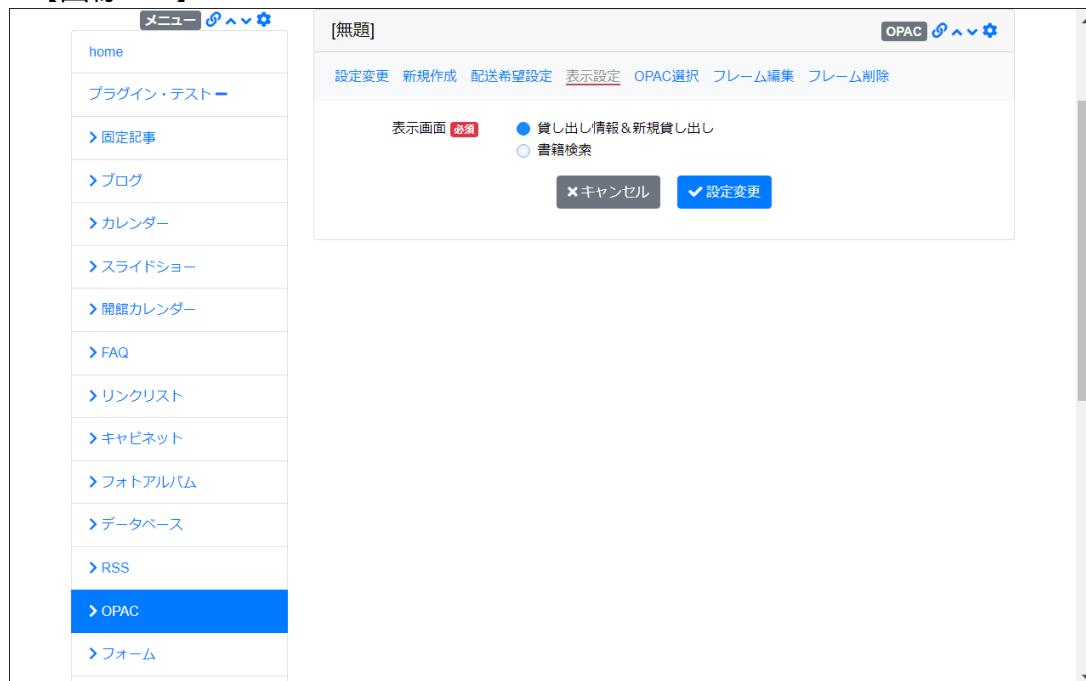 メニュー
home
プラグイン・テスト
固定記事
ブログ
カレンダー
スライドショー
開館カレンダー
FAQ
リンクリスト
キャビネット
フォトアルバム
データベース
RSS
OPAC
フォーム
[無題] OPAC
設定変更 新規作成 配送希望設定 表示設定 OPAC選択 フレーム編集 フレーム削除
表示画面 必須 貸し出し情報＆新規貸し出し
書籍検索
キャンセル 設定変更